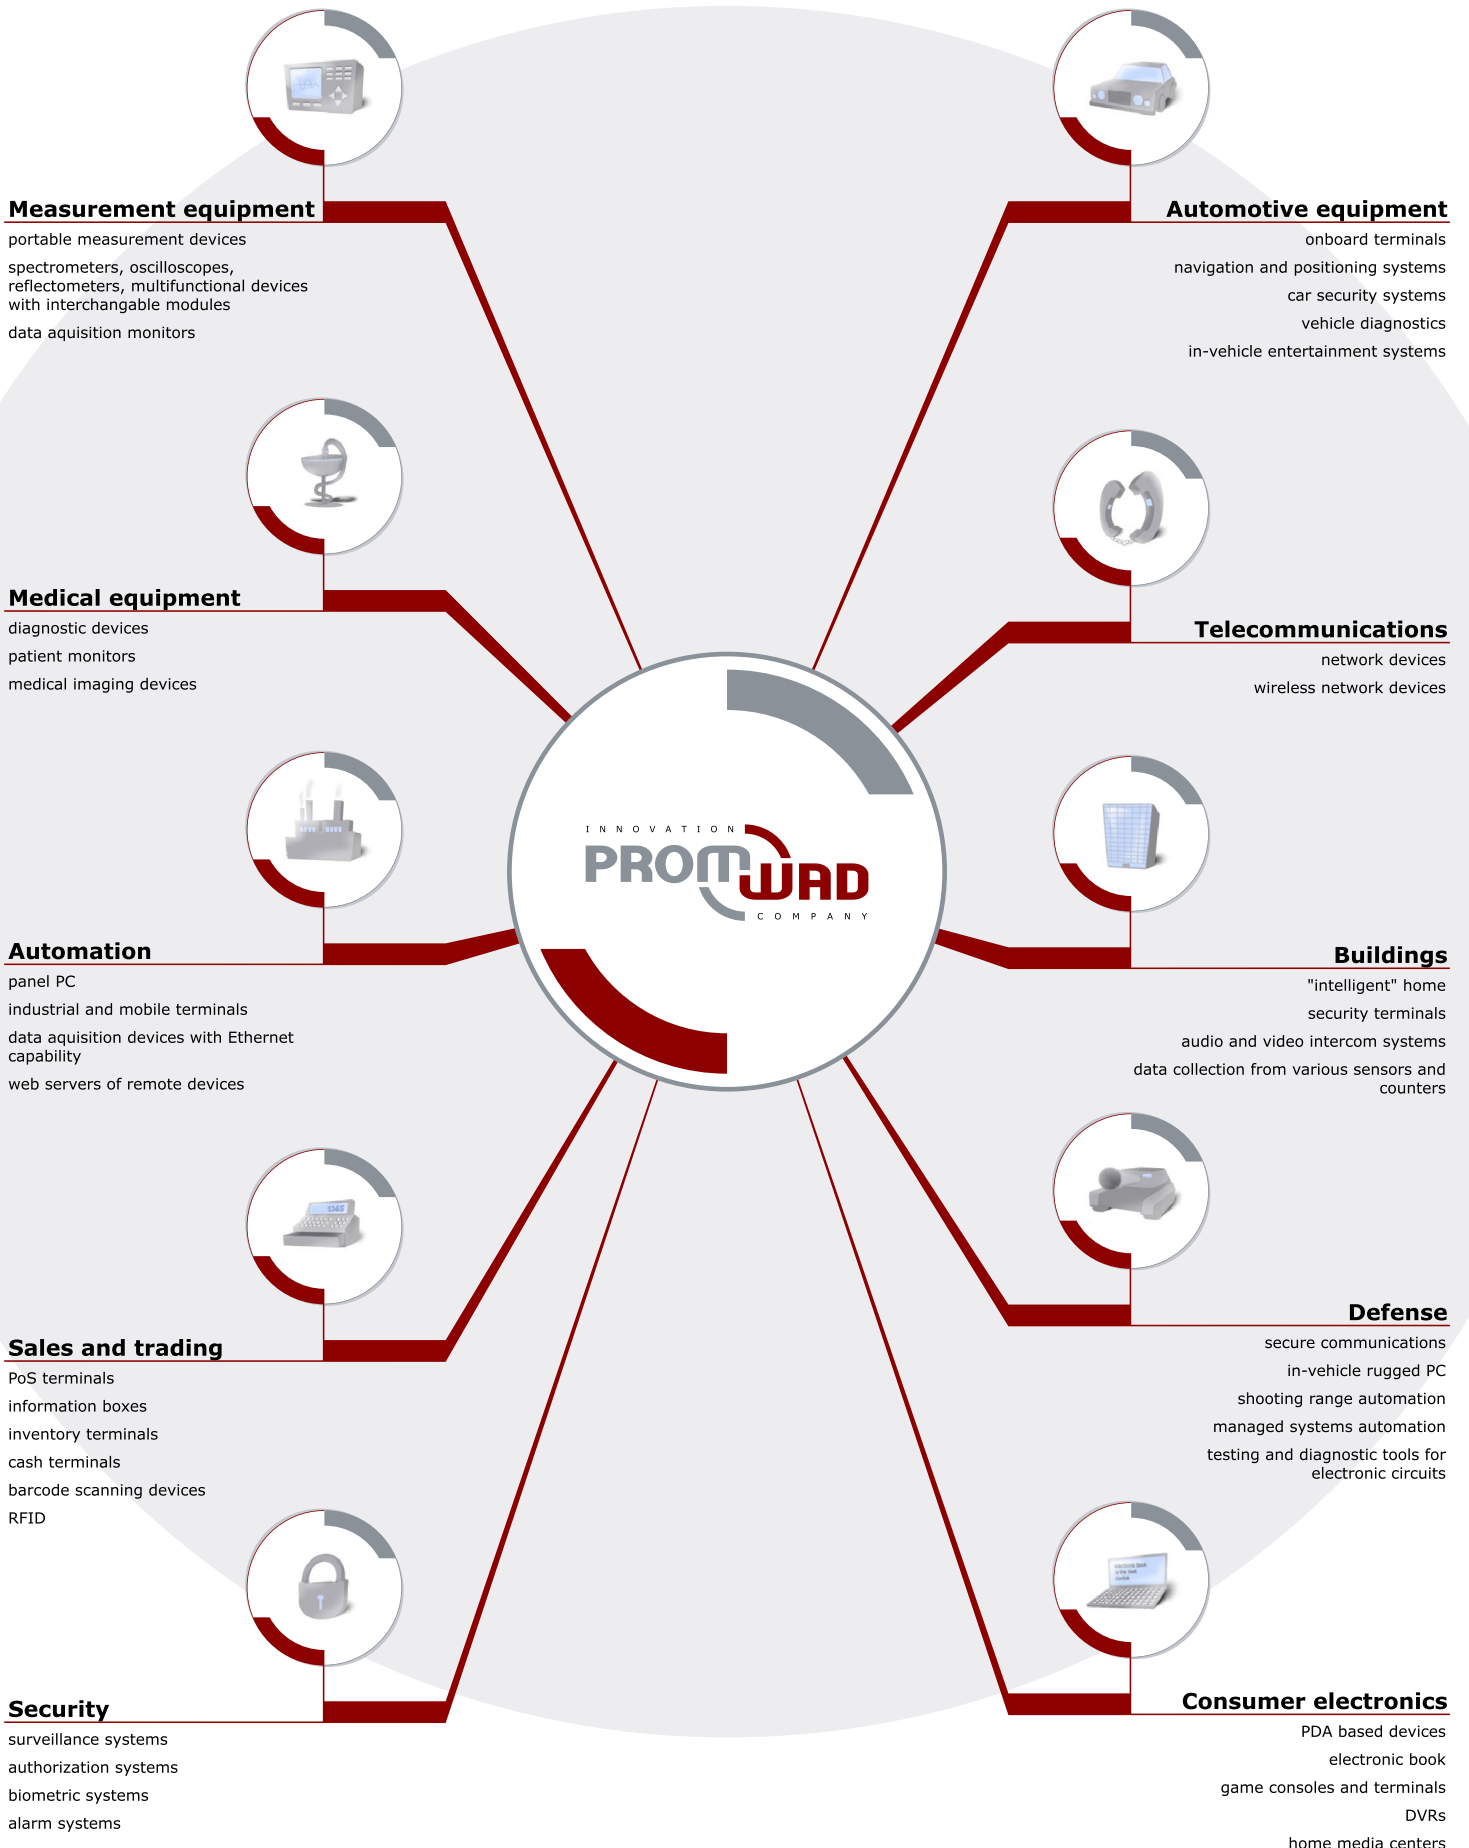 Measurement equipment
portable measurement devices
spectrometers, oscilloscopes,
reflectometers, multifunctional devices
with interchangable modules
data aquisition monitors
Medical equipment
diagnostic devices
patient monitors
medical imaging devices
Automation
panel PC
industrial and mobile terminals
data aquisition devices with Ethernet
capability
web servers of remote devices
Sales and trading
PoS terminals
information boxes
inventory terminals
cash terminals
barcode scanning devices
RFID
Security
surveillance systems
authorization systems
biometric systems
alarm systems
INNOVATION
PROMWAD
COMPANY
Automotive equipment
onboard terminals
navigation and positioning systems
car security systems
vehicle diagnostics
in-vehicle entertainment systems
Telecommunications
network devices
wireless network devices
Buildings
"intelligent" home
security terminals
audio and video intercom systems
data collection from various sensors and
counters
Defense
secure communications
in-vehicle rugged PC
shooting range automation
managed systems automation
testing and diagnostic tools for
electronic circuits
Consumer electronics
PDA based devices
electronic book
game consoles and terminals
DVRs
home media centers